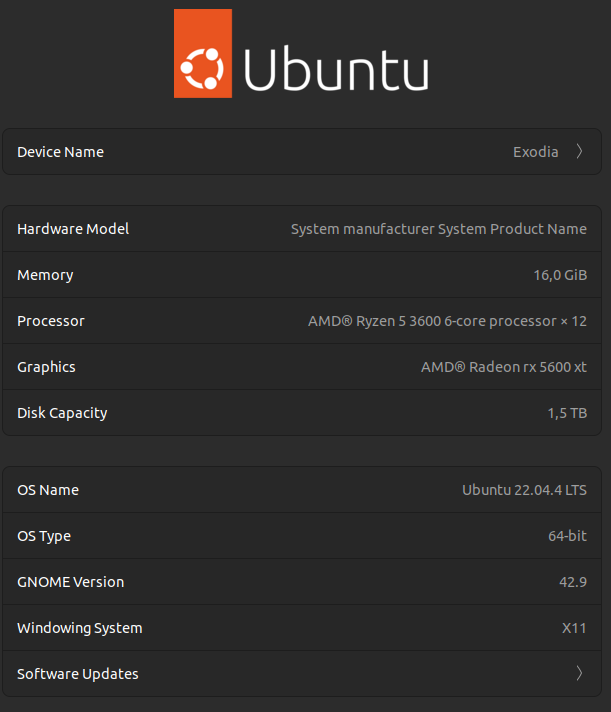 Ubuntu
Device Name Exodia
Hardware Model System manufacturer System Product Name
Memory 16,0 GiB
Processor AMD® Ryzen 5 3600 6-core processor × 12
Graphics AMD® Radeon rx 5600 xt
Disk Capacity 1,5 TB
OS Name Ubuntu 22.04.4 LTS
OS Type 64-bit
GNOME Version 42.9
Windowing System X11
Software Updates